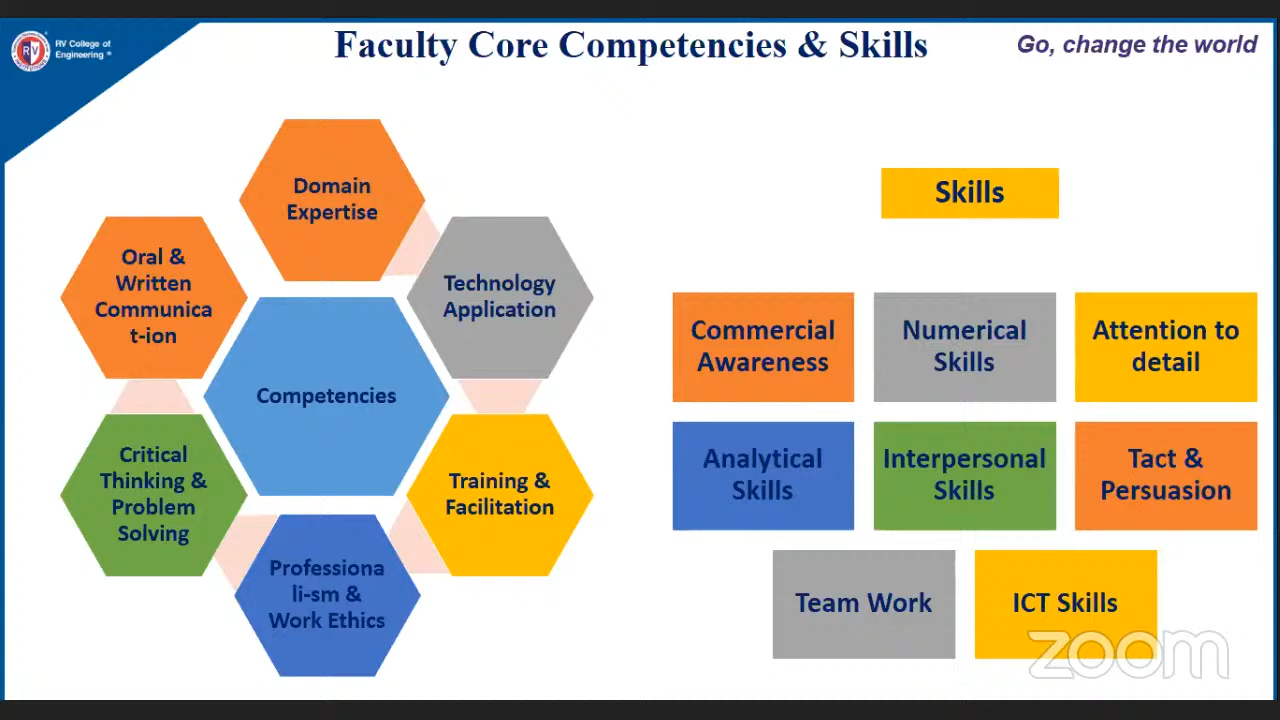 RV College of
Engineering
Faculty Core Competencies & Skills
Go, change the world
Domain
Expertise
Technology
Application
Training &
Facilitation
Professiona
li-sm &
Work Ethics
Critical
Thinking &
Problem
Solving
Oral &
Written
Communica
t-ion
Competencies
Skills
Commercial
Awareness
Numerical
Skills
Attention to
detail
Analytical
Skills
Interpersonal
Skills
Tact &
Persuasion
Team Work
ICT Skills
zoom